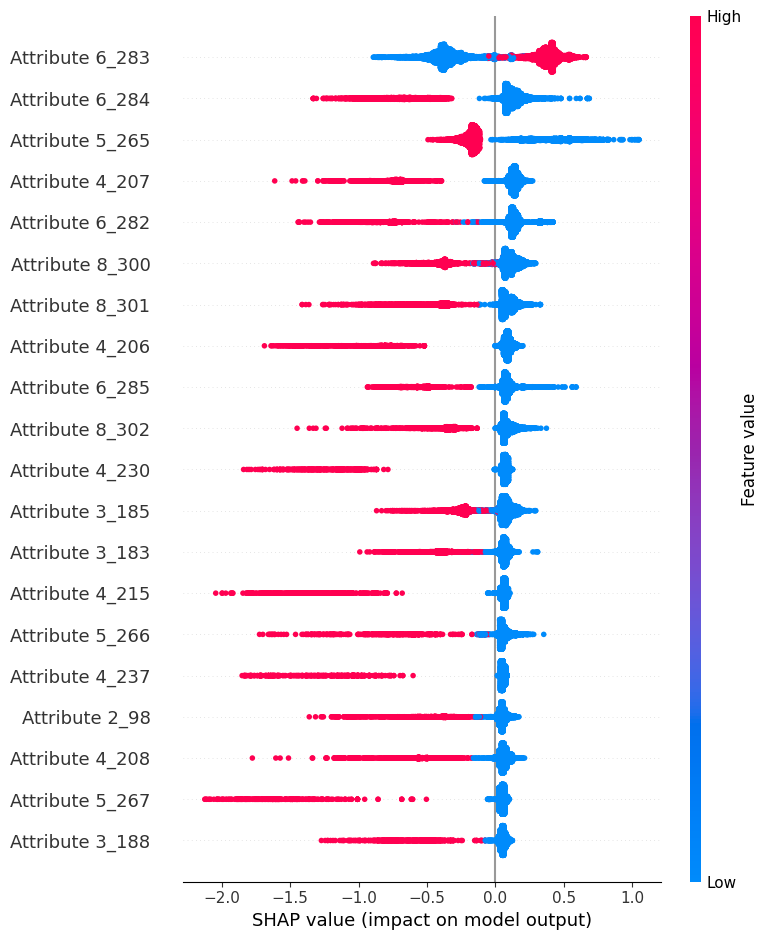 High
Attribute 6_283
Attribute 6_284
Attribute 5_265
Attribute 4_207
Attribute 6_282
Attribute 8_300
Attribute 8_301
Attribute 4_206
Attribute 6_285
Attribute 8_302
Attribute 4_230
Attribute 3_185
Attribute 3_183
Attribute 4_215
Attribute 5_266
Attribute 4_237
Attribute 2_98
Attribute 4_208
Attribute 5_267
Attribute 3_188
Feature value
Low
−2.0 −1.5 −1.0 −0.5 0.0 0.5 1.0
SHAP value (impact on model output)